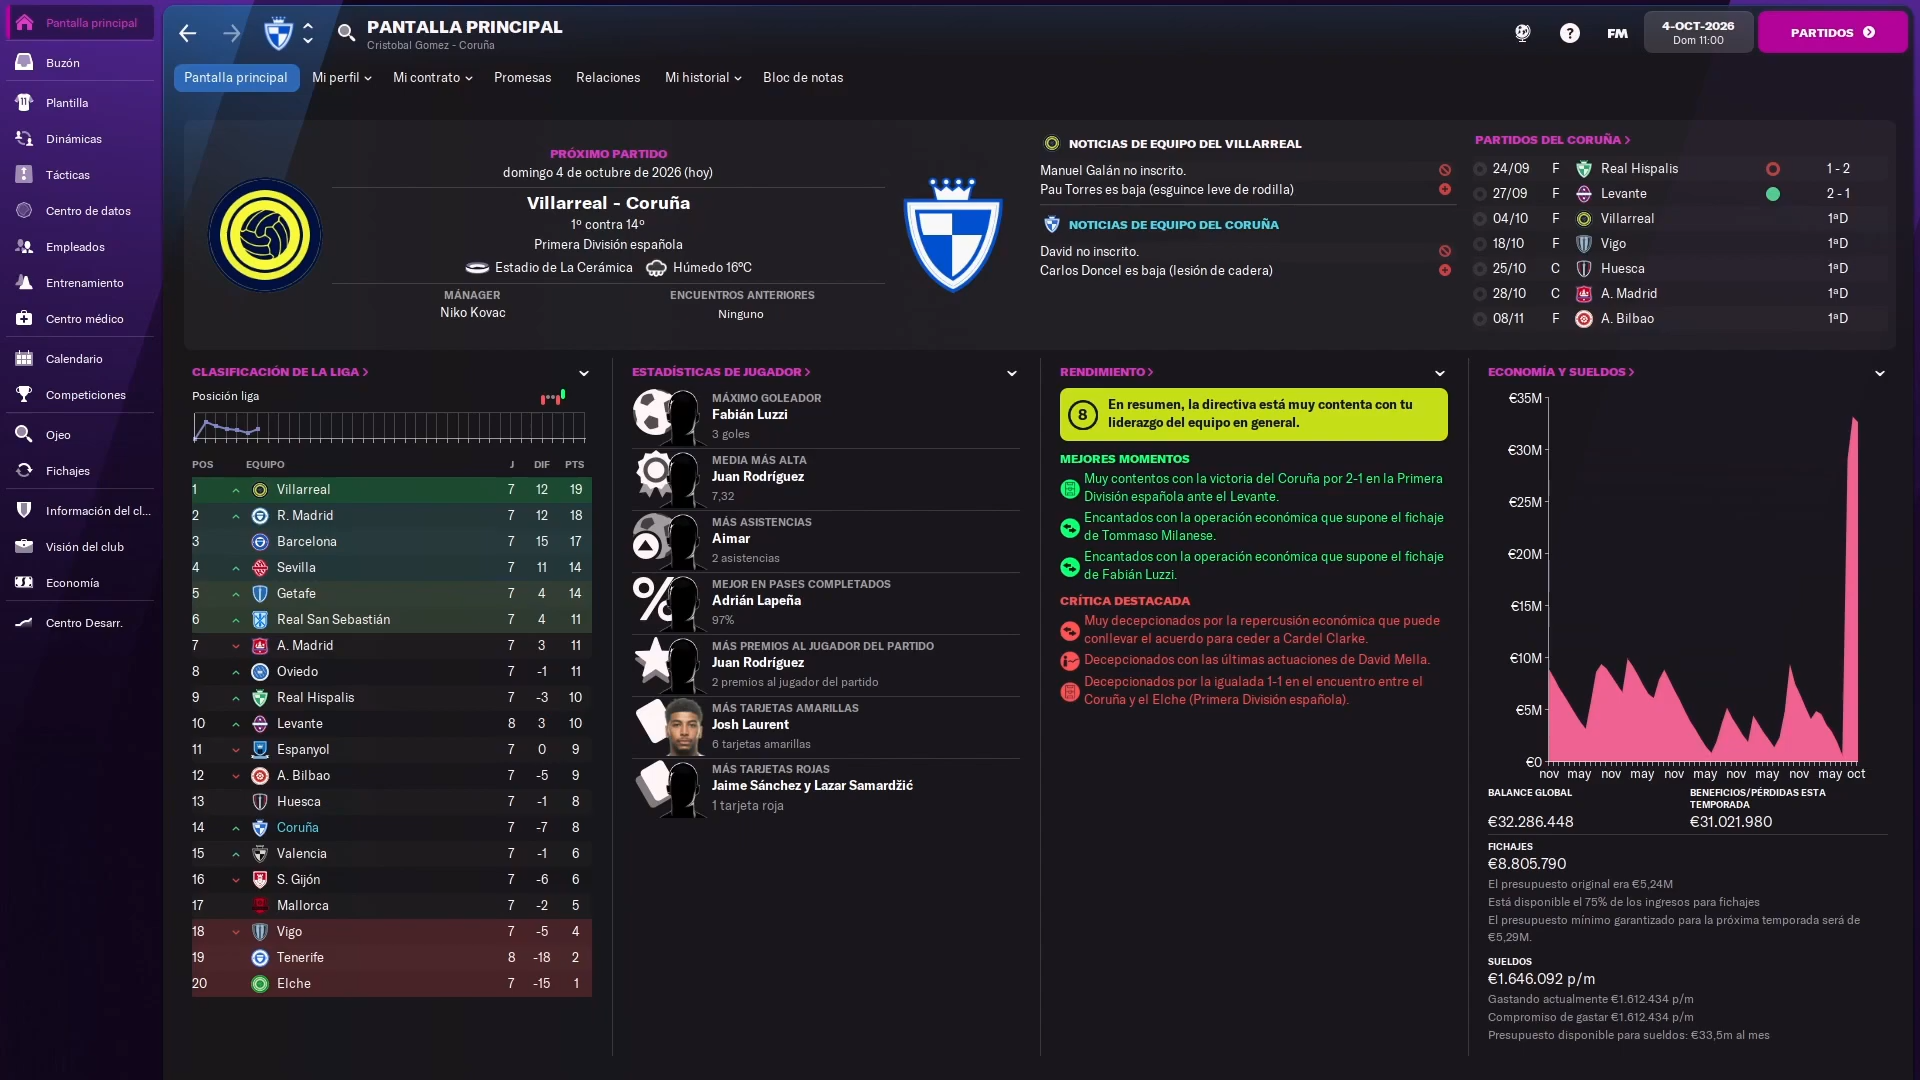 Pantalla principal
Buzón
Plantilla
Dinámicas
Tácticas
Centro de datos
Empleados
Entrenamiento
Centro médico
Calendario
Competiciones
Ojeo
Fichajes
Información del cl...
Visión del club
Economía
Centro Desarr.
PANTALLA PRINCIPAL
Cristobal Gomez - Coruña
FM
4-OCT-2026
Dom 11:00
PARTIDOS
Pantalla principal
Mi perfil
Mi contrato
Promesas
Relaciones
Mi historial
Bloc de notas
PRÓXIMO PARTIDO
domingo 4 de octubre de 2026 (hoy)
Villarreal - Coruña
1º contra 14º
Primera División española
Estadio de La Cerámica Húmedo 16ºC
MÁNAGER
Niko Kovac
ENCUENTROS ANTERIORES
Ninguno
NOTICIAS DE EQUIPO DEL VILLARREAL
Manuel Galán no inscrito.
Pau Torres es baja (esguince leve de rodilla)
NOTICIAS DE EQUIPO DEL CORUÑA
David no inscrito.
Carlos Doncel es baja (lesión de cadera)
PARTIDOS DEL CORUÑA
24/09 F Real Hispalis 1 - 2
27/09 F Levante 2 - 1
04/10 F Villarreal 1ªD
18/10 F Vigo 1ªD
25/10 C Huesca 1ªD
28/10 C A. Madrid 1ªD
08/11 F A. Bilbao 1ªD
CLASIFICACIÓN DE LA LIGA
Posición liga
POS EQUIPO J DIF PTS
1 Villarreal 7 12 19
2 R. Madrid 7 12 18
3 Barcelona 7 15 17
4 Sevilla 7 11 14
5 Getafe 7 4 14
6 Real San Sebastián 7 4 11
7 A. Madrid 7 3 11
8 Oviedo 7 -1 11
9 Real Hispalis 7 -3 10
10 Levante 8 3 10
11 Espanyol 7 0 9
12 A. Bilbao 7 -5 9
13 Huesca 7 -1 8
14 Coruña 7 -7 8
15 Valencia 7 -1 6
16 S. Gijón 7 -6 6
17 Mallorca 7 -2 5
18 Vigo 7 -5 4
19 Tenerife 8 -18 2
20 Elche 7 -15 1
ESTADÍSTICAS DE JUGADOR
MÁXIMO GOLEADOR
Fabián Luzzi
3 goles
MEDIA MÁS ALTA
Juan Rodríguez
7,32
MÁS ASISTENCIAS
Aimar
2 asistencias
MEJOR EN PASES COMPLETADOS
Adrián Lapeña
97%
MÁS PREMIOS AL JUGADOR DEL PARTIDO
Juan Rodríguez
2 premios al jugador del partido
MÁS TARJETAS AMARILLAS
Josh Laurent
6 tarjetas amarillas
MÁS TARJETAS ROJAS
Jaime Sánchez y Lazar Samardžić
1 tarjeta roja
RENDIMIENTO
8
En resumen, la directiva está muy contenta con tu
liderazgo del equipo en general.
MEJORES MOMENTOS
Muy contentos con la victoria del Coruña por 2-1 en la Primera
División española ante el Levante.
Encantados con la operación económica que supone el fichaje
de Tommaso Milanese.
Encantados con la operación económica que supone el fichaje
de Fabián Luzzi.
CRÍTICA DESTACADA
Muy decepcionados por la repercusión económica que puede
conllevar el acuerdo para ceder a Cardel Clarke.
Decepcionados con las últimas actuaciones de David Mella.
Decepcionados por la igualada 1-1 en el encuentro entre el
Coruña y el Elche (Primera División española).
ECONOMÍA Y SUELDOS
€35M
€30M
€25M
€20M
€15M
€10M
€5M
€0
nov may nov may nov may nov may nov may oct
BALANCE GLOBAL
€32.286.448
BENEFICIOS/PÉRDIDAS ESTA
TEMPORADA
€31.021.980
FICHAJES
€8.805.790
El presupuesto original era €5,24M
Está disponible el 75% de los ingresos para fichajes
El presupuesto mínimo garantizado para la próxima temporada será de
€5,29M.
SUELDOS
€1.646.092 p/m
Gastando actualmente €1.612.434 p/m
Compromiso de gastar €1.612.434 p/m
Presupuesto disponible para sueldos: €33,5m al mes